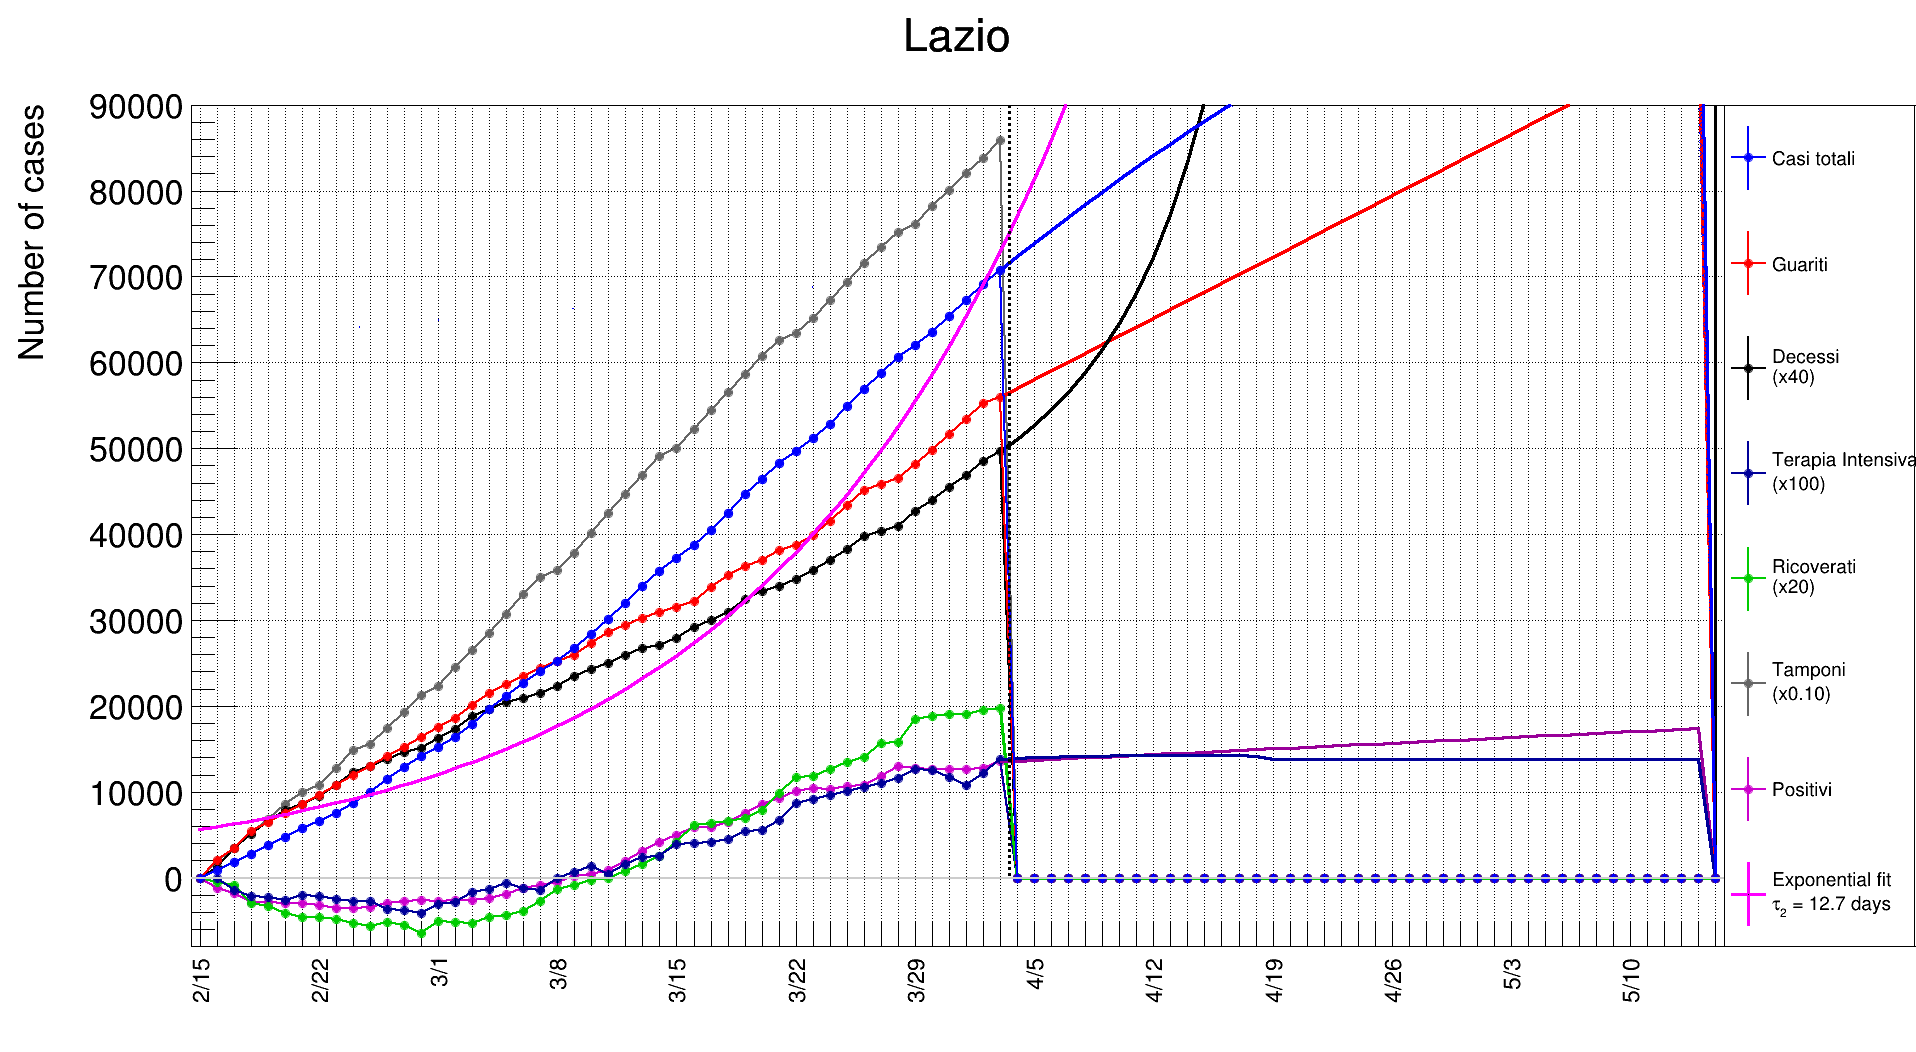 Lazio
Number of cases
90000
80000
70000
60000
50000
40000
30000
20000
10000
0
2/15
2/22
3/1
3/8
3/15
3/22
3/29
4/5
4/12
4/19
4/26
5/3
5/10
Casi totali
Guariti
Decessi
(x40)
Terapia Intensiva
(x100)
Ricoverati
(x20)
Tamponi
(x0.10)
Positivi
Exponential fit
τ2 = 12.7 days